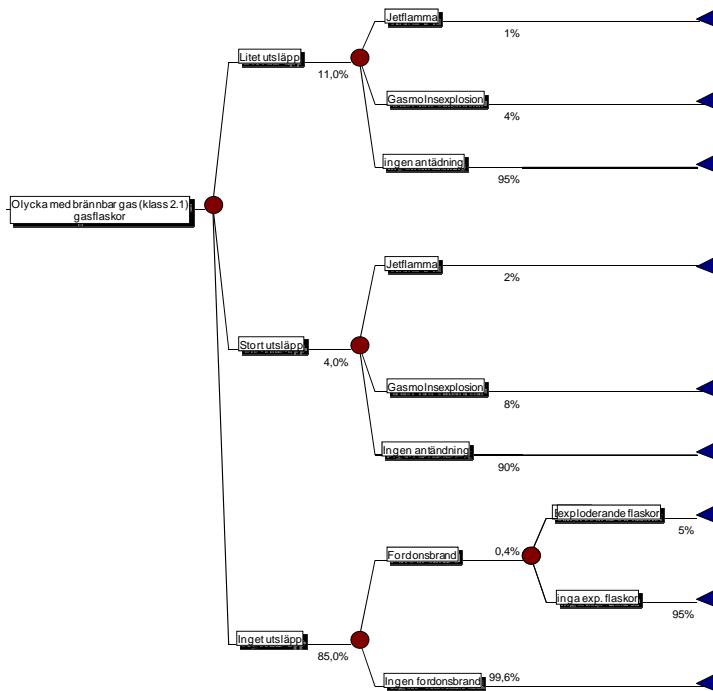 Jetflamma
1%
Litet utsläpp
11,0%
Gasmolnsexplosion
4%
ingen antädning
95%
Olycka med brännbar gas (klass 2.1)
gasflaskor
Jetflamma
2%
Stort utsläpp
4,0%
Gasmolnsexplosion
8%
Ingen antändning
90%
exploderande flaskor
5%
Fordonsbrand
0,4%
inga exp. flaskor
95%
Inget utsläpp
85,0%
Ingen fordonsbrand
99,6%